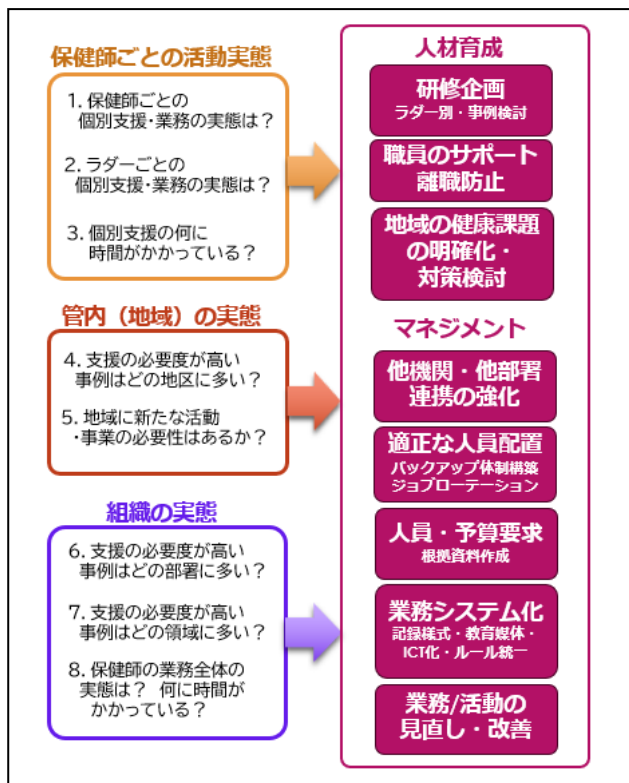 保健師ごとの活動実態
1. 保健師ごとの
個別支援・業務の実態は？
2. ラダーごとの
個別支援・業務の実態は？
3. 個別支援の何に
時間がかかっている？
管内（地域）の実態
4. 支援の必要度が高い
事例はどの地区に多い？
5. 地域に新たな活動
・事業の必要性はあるか？
組織の実態
6. 支援の必要度が高い
事例はどの部署に多い？
7. 支援の必要度が高い
事例はどの領域に多い？
8. 保健師の業務全体の
実態は？ 何に時間が
かかっている？
人材育成
研修企画
ラダー別・事例検討
職員のサポート
離職防止
地域の健康課題
の明確化・
対策検討
マネジメント
他機関・他部署
連携の強化
適正な人員配置
バックアップ体制構築
ジョブローテーション
人員・予算要求
根拠資料作成
業務システム化
記録様式・教育媒体・
ICT化・ルール統一
業務/活動の
見直し・改善